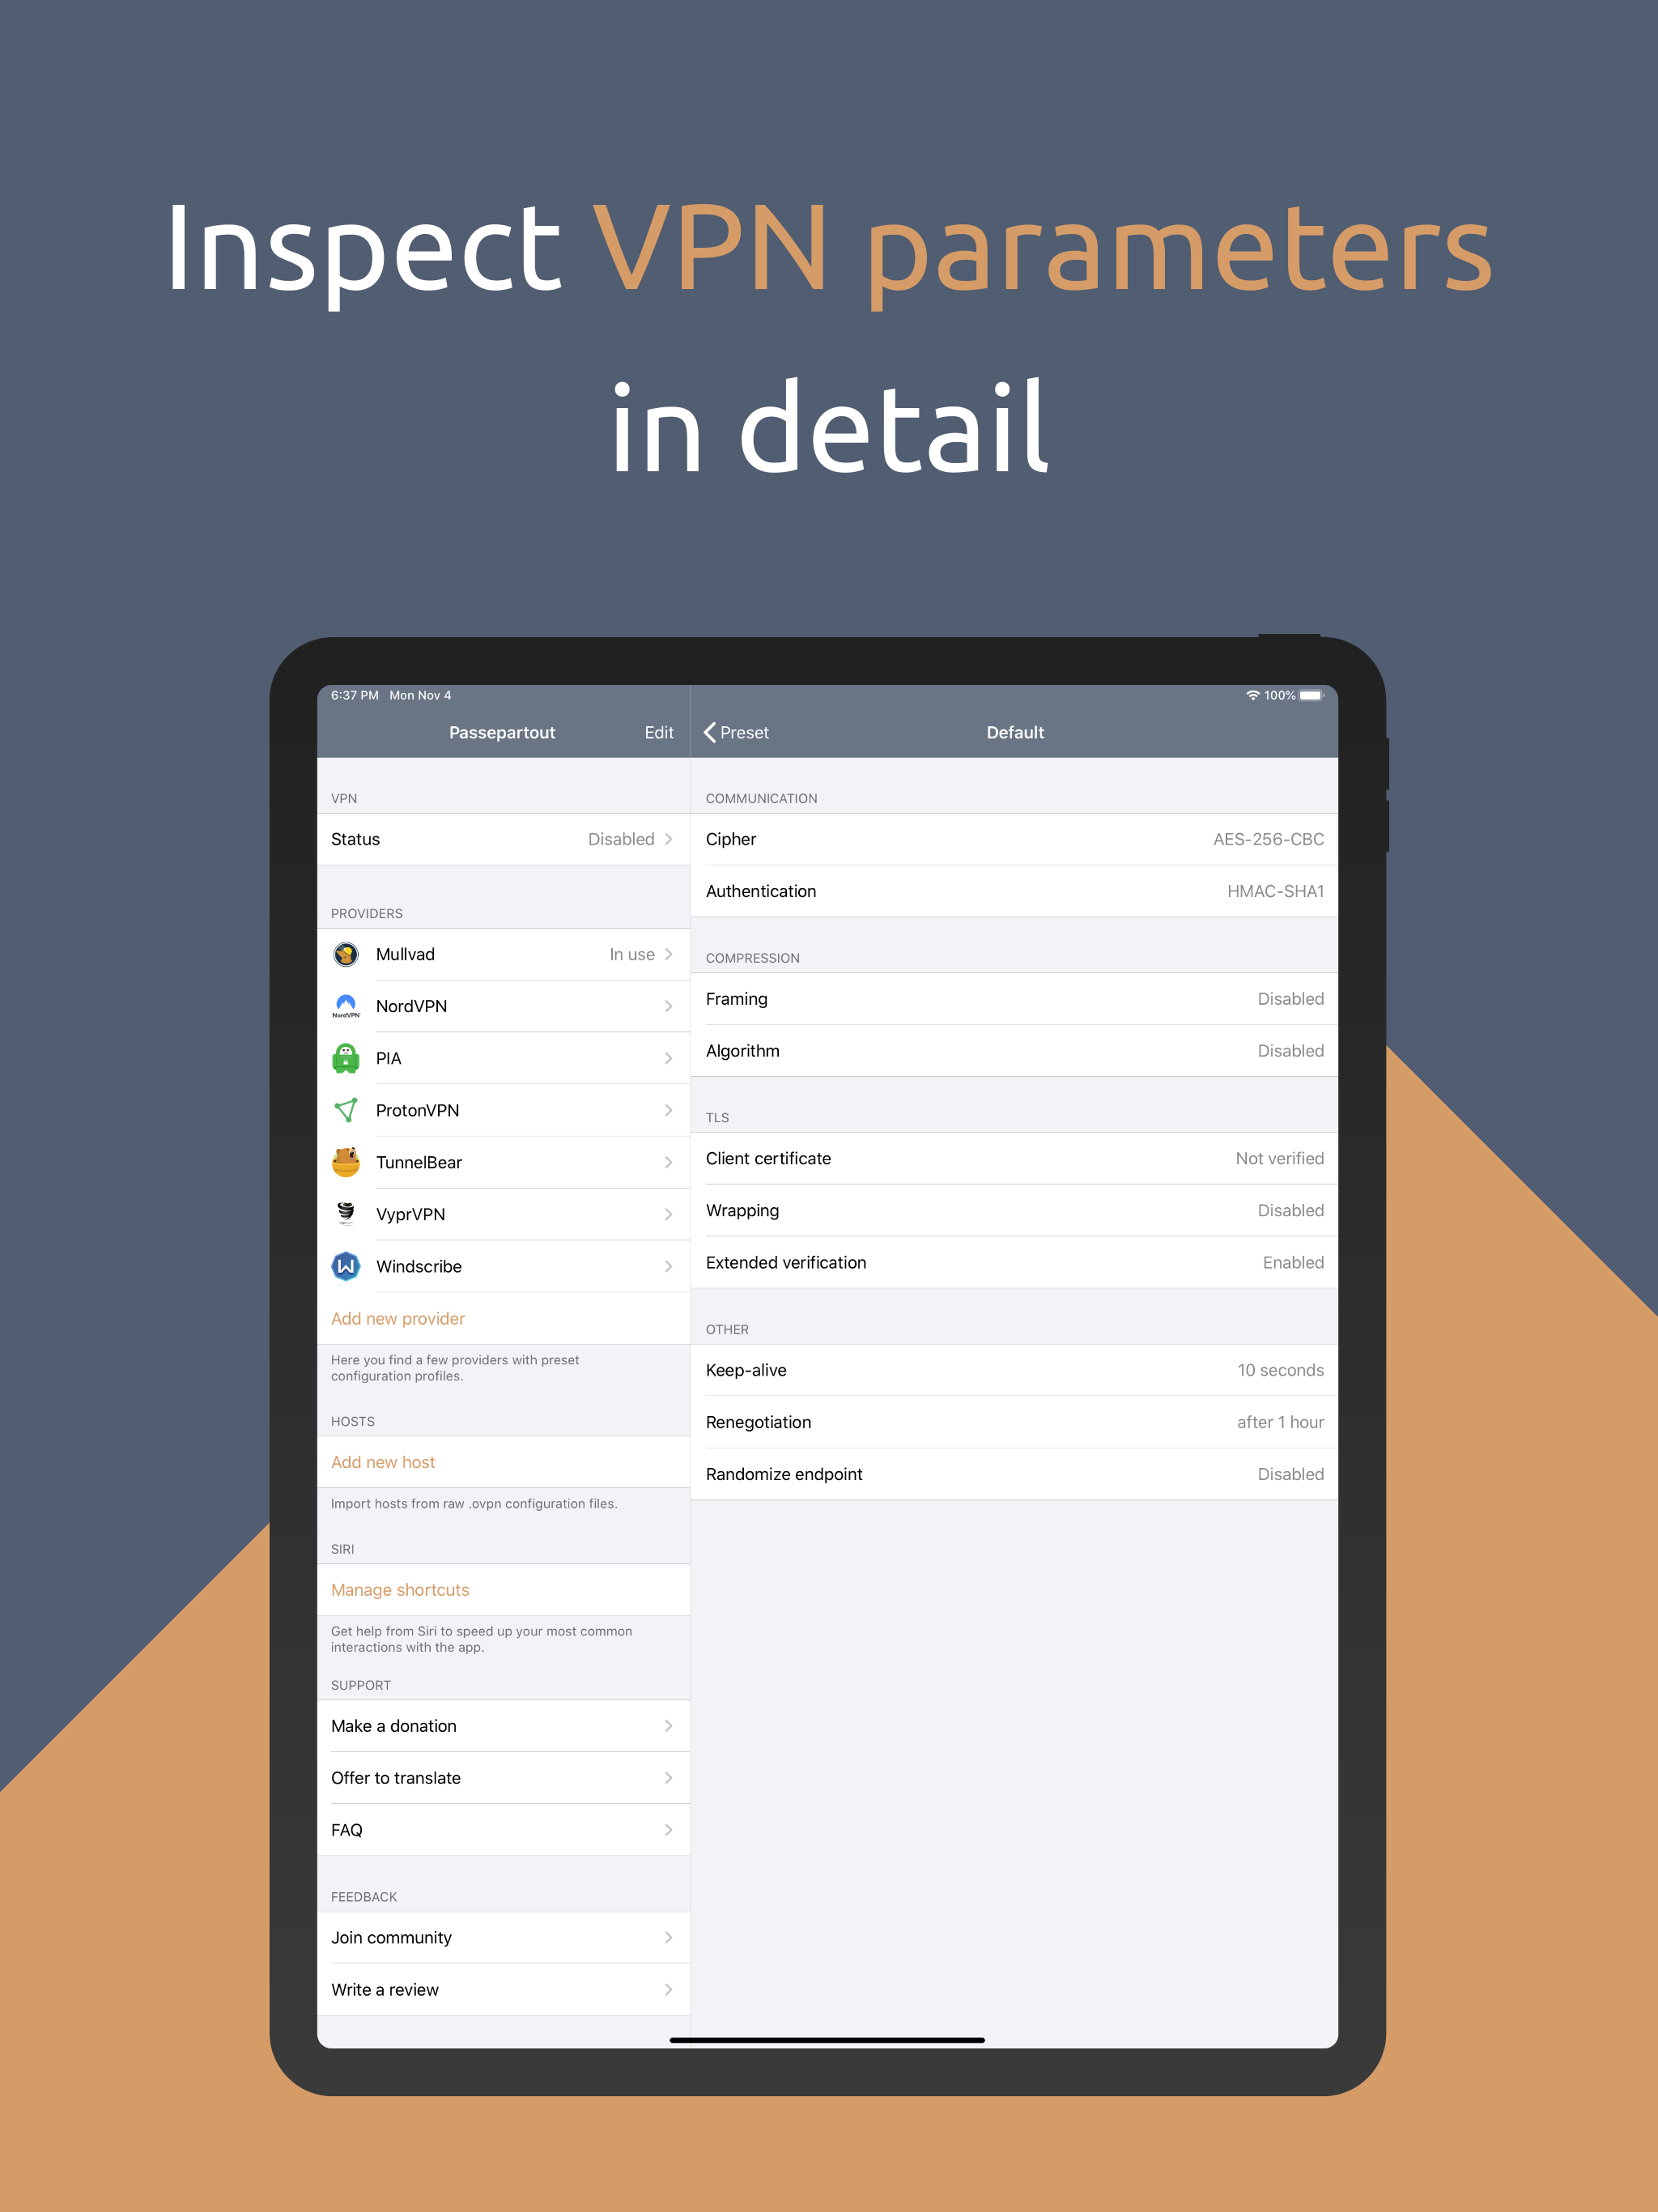 Inspect VPN parameters
in detail
6:37 PM Mon Nov 4
100%
Passepartout
Edit
Preset
Default
VPN
Status Disabled
PROVIDERS
Mullvad In use
NordVPN NordVPN
PIA
ProtonVPN
TunnelBear
VyprVPN
Windscribe
Add new provider
Here you find a few providers with preset
configuration profiles.
HOSTS
Add new host
Import hosts from raw .ovpn configuration files.
SIRI
Manage shortcuts
Get help from Siri to speed up your most common
interactions with the app.
SUPPORT
Make a donation
Offer to translate
FAQ
FEEDBACK
Join community
Write a review
COMMUNICATION
Cipher AES-256-CBC
Authentication HMAC-SHA1
COMPRESSION
Framing Disabled
Algorithm Disabled
TLS
Client certificate Not verified
Wrapping Disabled
Extended verification Enabled
OTHER
Keep-alive 10 seconds
Renegotiation after 1 hour
Randomize endpoint Disabled